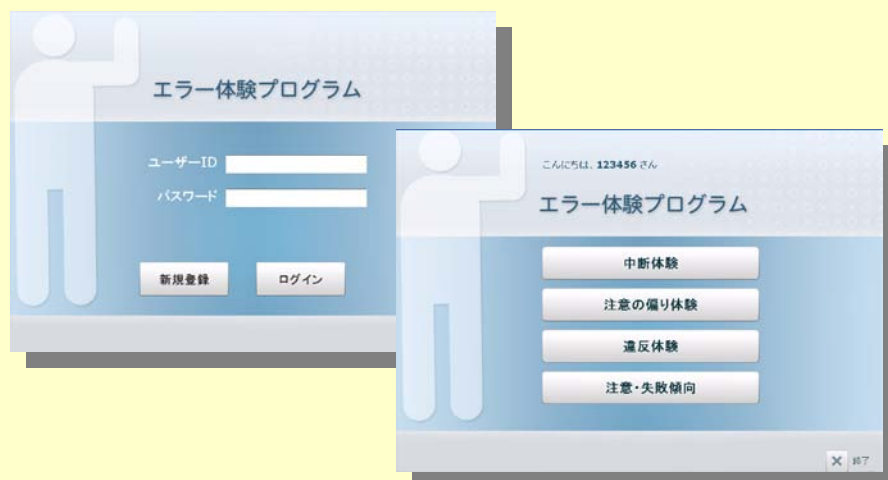 エラー体験プログラム
ユーザーID
パスワード
新規登録
ログイン
こんにちは、123456 さん
エラー体験プログラム
中断体験
注意の偏り体験
違反体験
注意・失敗傾向
終了